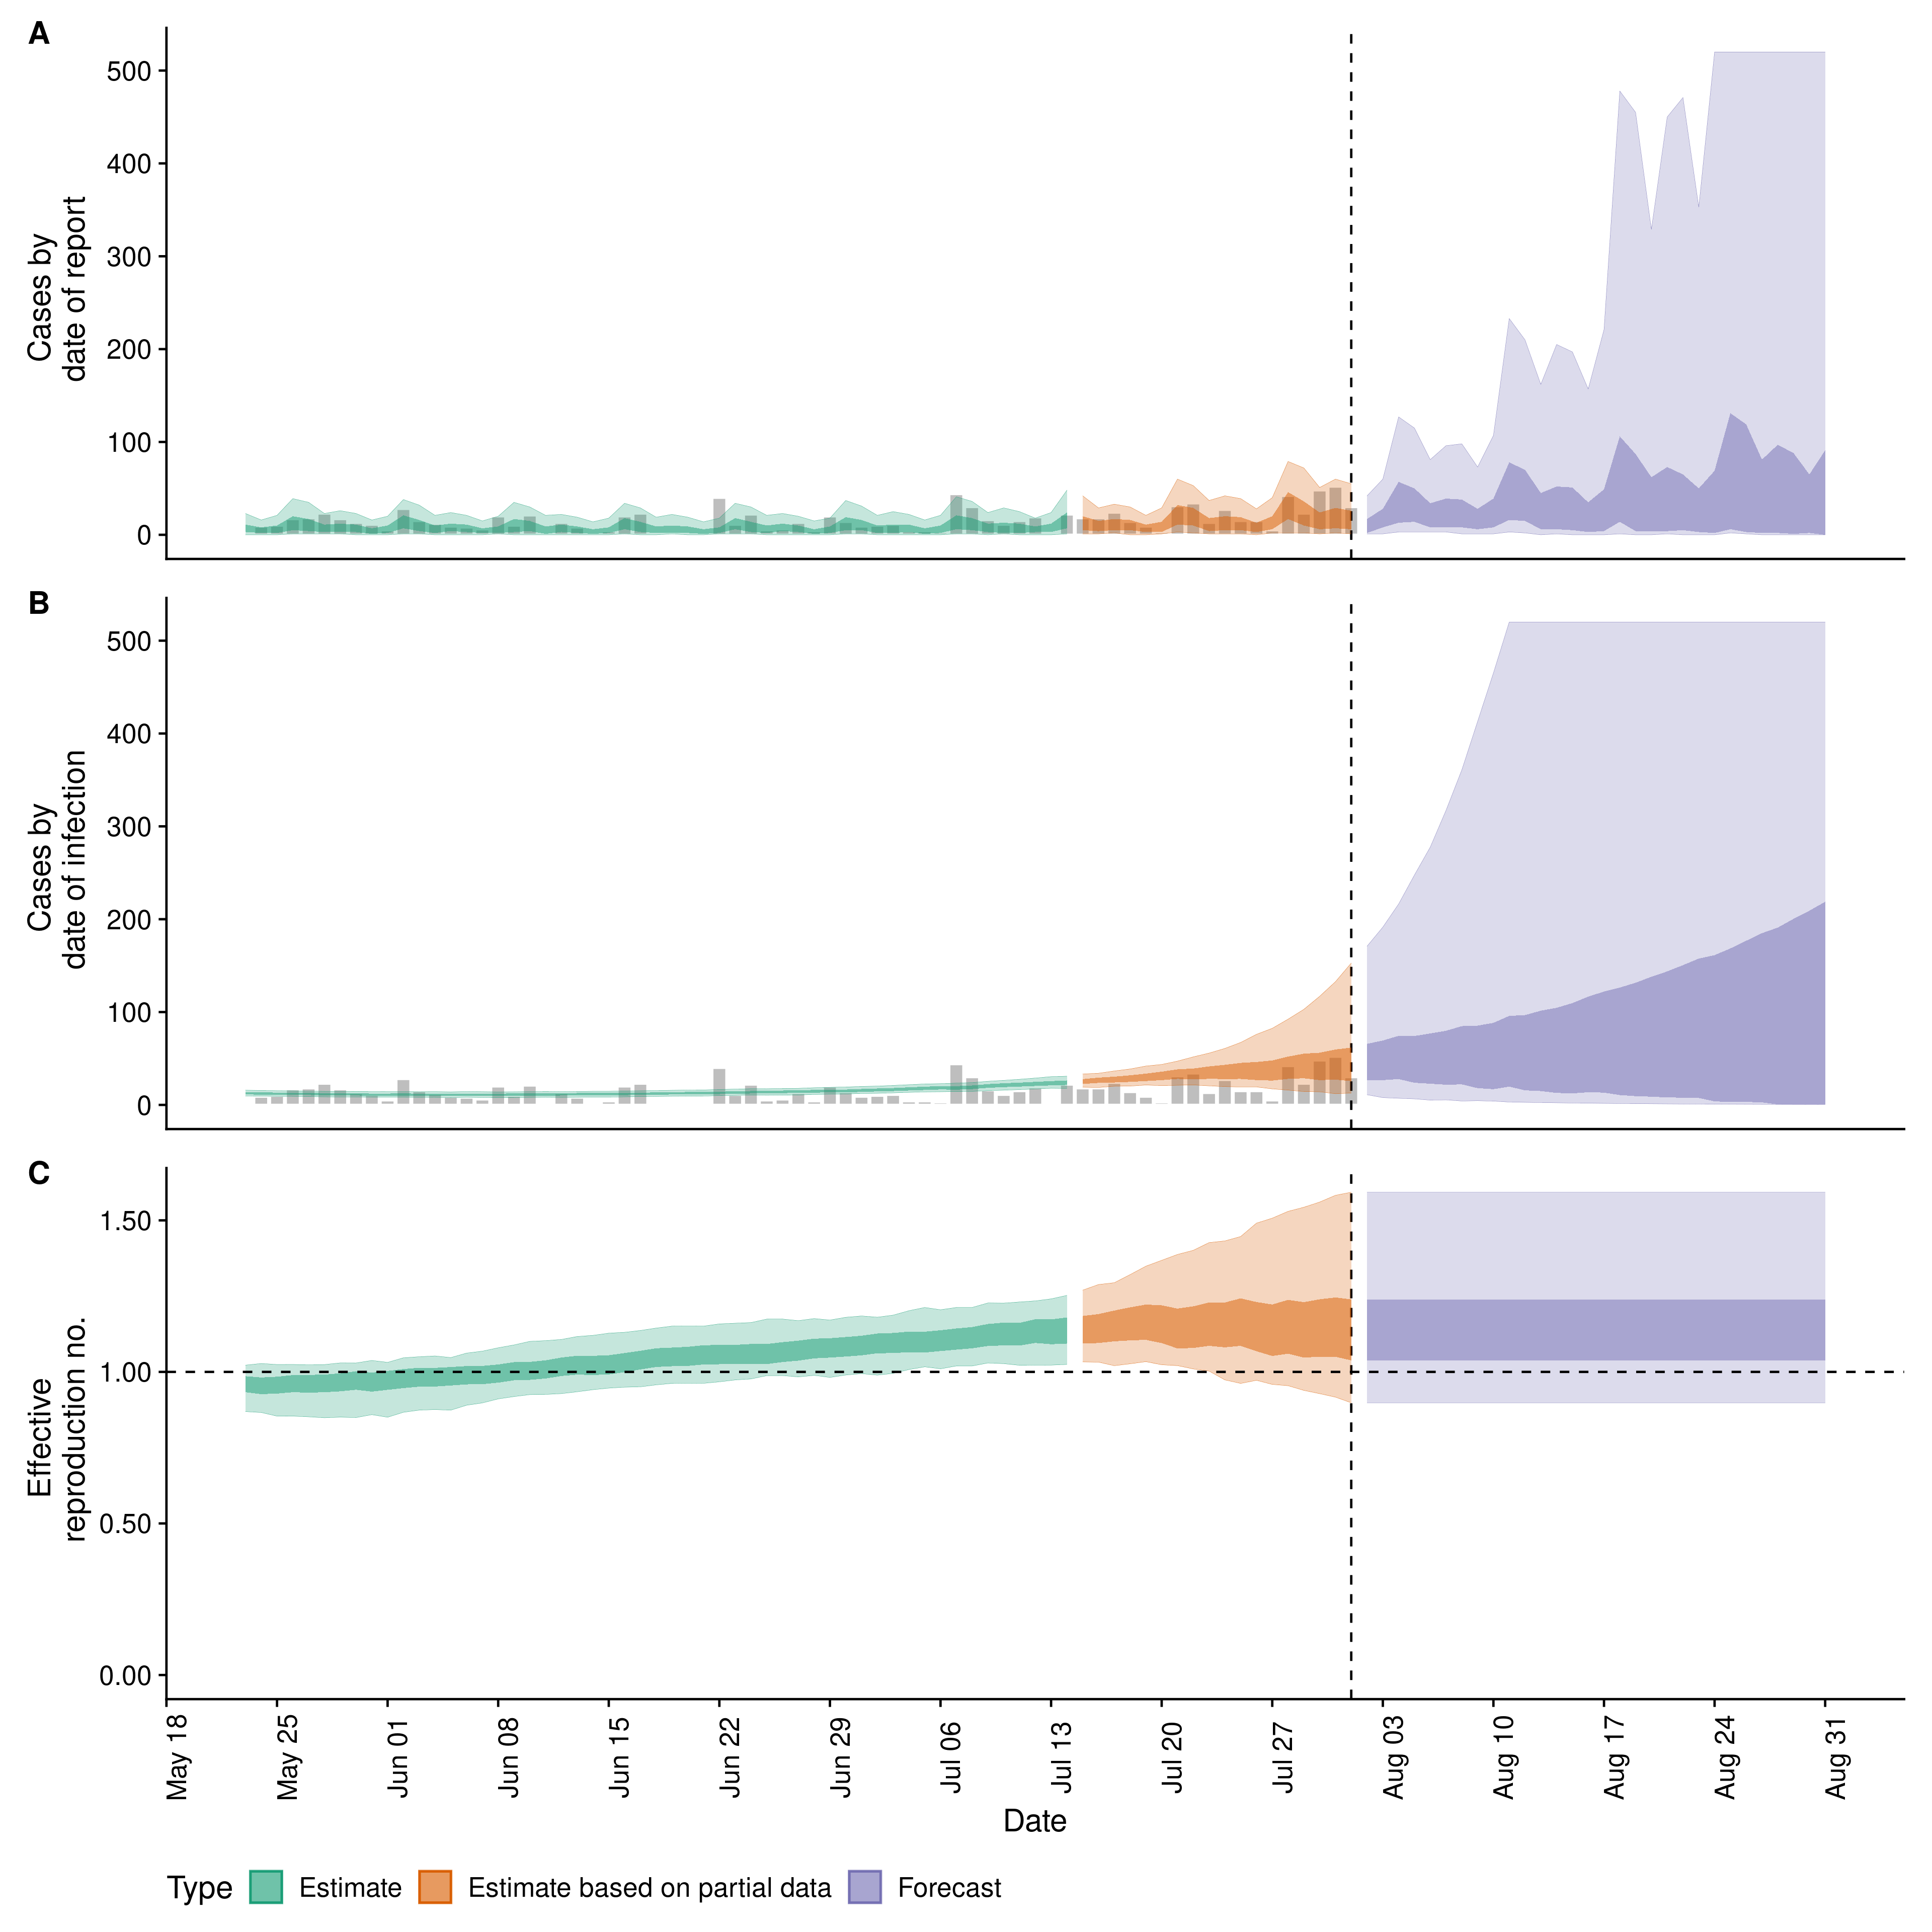 A
500
400
300
200
100
0
Cases by
date of report
B
500
400
300
200
100
0
Cases by
date of infection
C
1.50
1.00
0.50
0.00
Effective
reproduction no.
May 18
May 25
Jun 01
Jun 08
Jun 15
Jun 22
Jun 29
Jul 06
Jul 13
Jul 20
Jul 27
Aug 03
Aug 10
Aug 17
Aug 24
Aug 31
Date
Type Estimate Estimate based on partial data Forecast